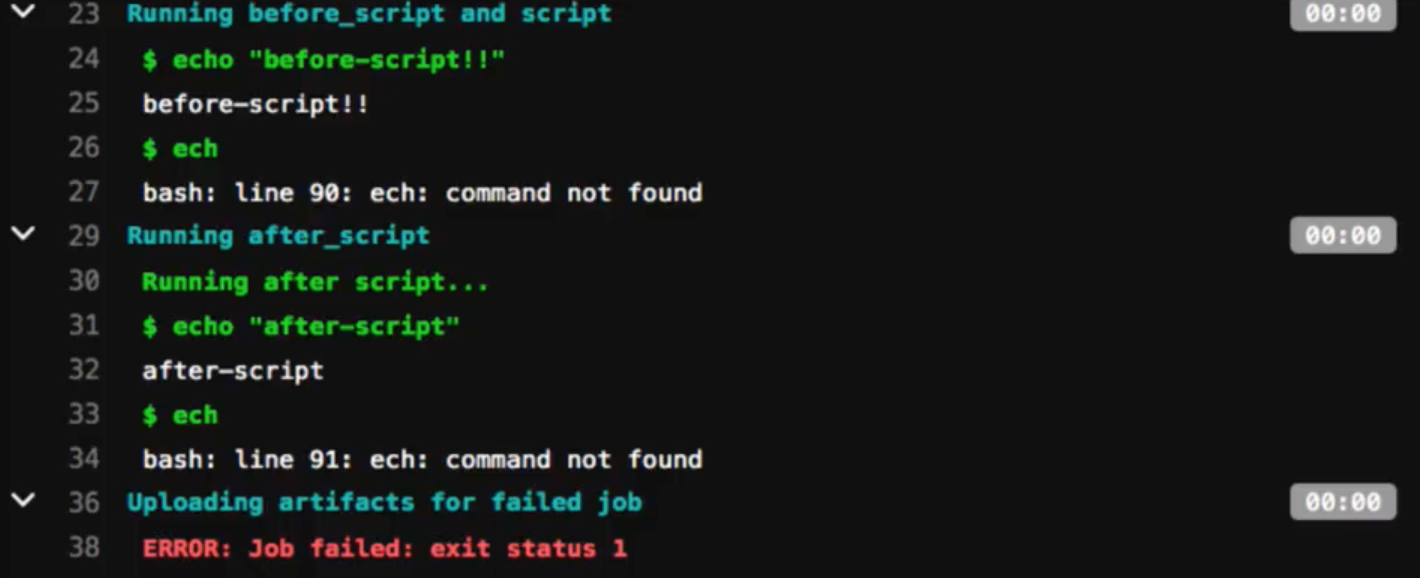 23 Running before_script and script 00:00
24 $ echo "before-script!!"
25 before-script!!
26 $ ech
27 bash: line 90: ech: command not found
29 Running after_script 00:00
30 Running after script...
31 $ echo "after-script"
32 after-script
33 $ ech
34 bash: line 91: ech: command not found
36 Uploading artifacts for failed job 00:00
38 ERROR: Job failed: exit status 1